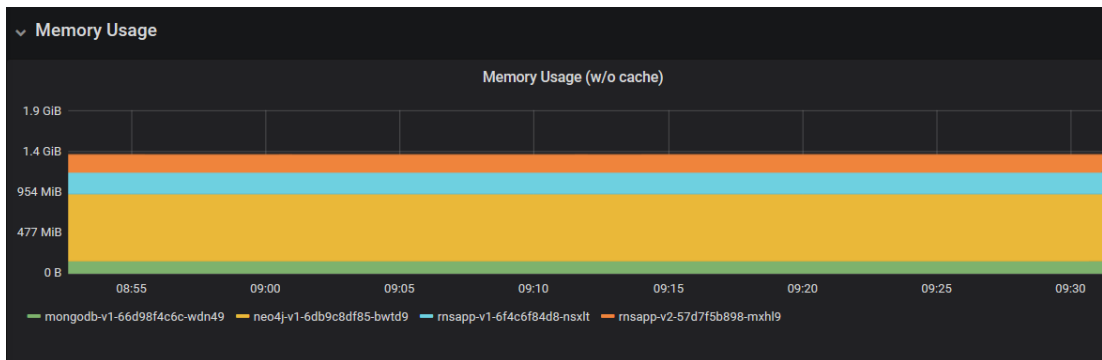 Memory Usage
Memory Usage (w/o cache)
1.9 GiB
1.4 GiB
954 MiB
477 MiB
0 B
08:55 09:00 09:05 09:10 09:15 09:20 09:25 09:30
mongodb-v1-66d98f4c6c-wdn49 neo4j-v1-6db9c8df85-bwtd9 rnsapp-v1-6f4c6f84d8-nsxlt rnsapp-v2-57d7f5b898-mxhl9